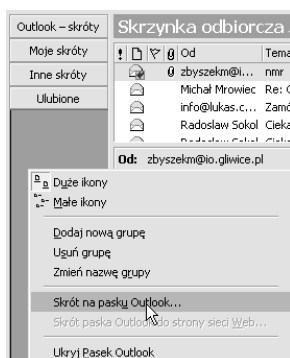 Outlook – skróty
Moje skróty
Inne skróty
Ulubione
Skrzynka odbiorcza
! Od Tema
zbyszekm@i... nmr
Michał Mrowiec Re: C
info@lukas.c... Zamó
Radosław Sokol Cieka
Od: zbyszekm@io.gliwice.pl
Duże ikony
Małe ikony
Dodaj nową grupę
Usuń grupę
Zmień nazwę grupy
Skrót na pasku Outlook...
Skrót paska Outlook do strony sieci Web...
Ukryj Pasek Outlook